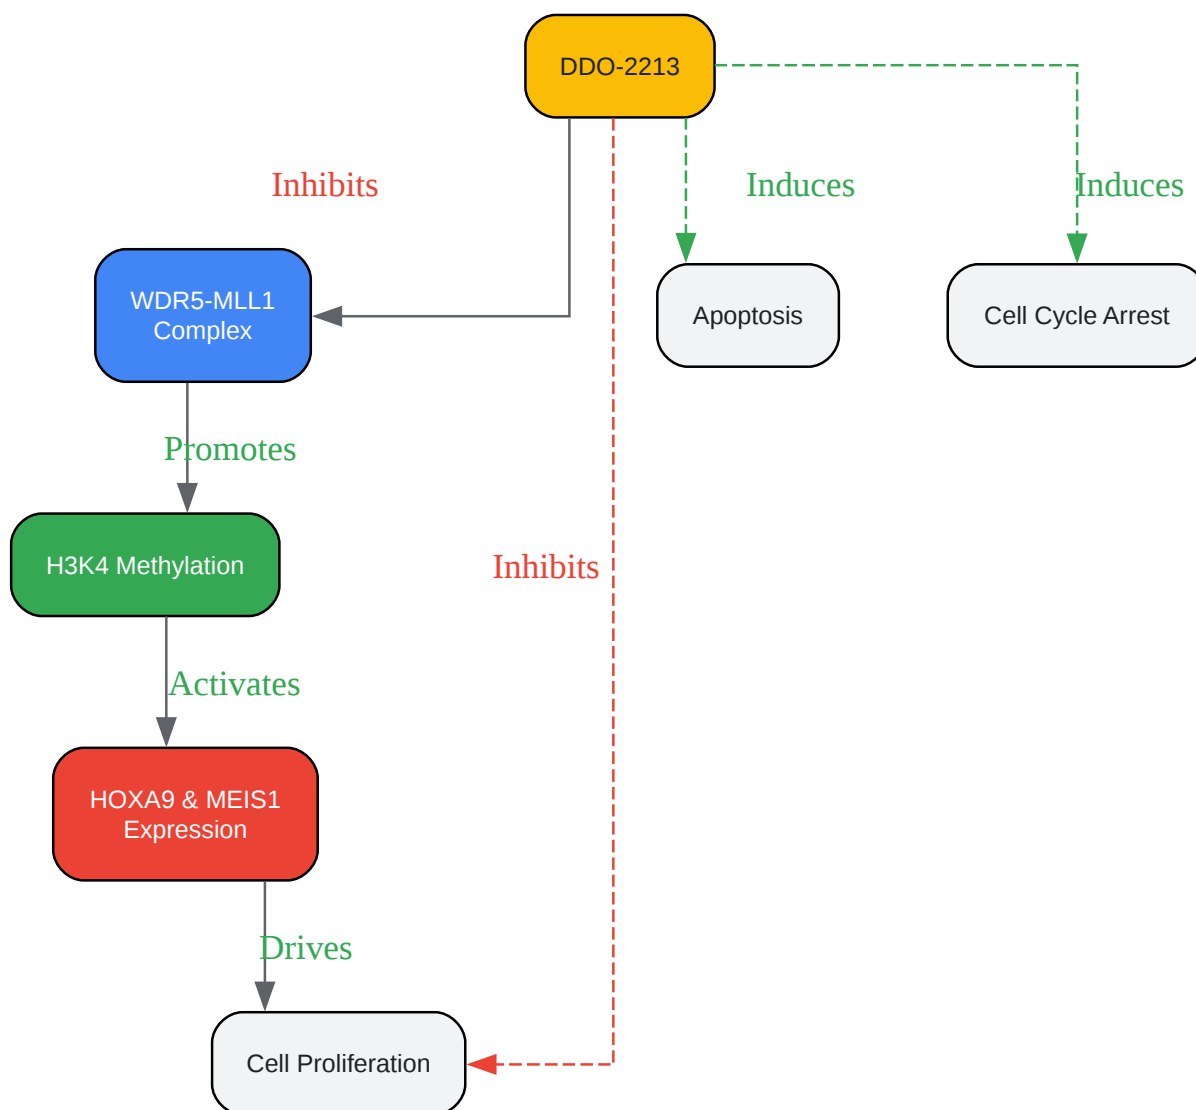 DDO-2213
Inhibits
Induces
Induces
WDR5-MLL1
Complex
Apoptosis
Cell Cycle Arrest
Promotes
H3K4 Methylation
Inhibits
Activates
HOXA9 & MEIS1
Expression
Drives
Cell Proliferation